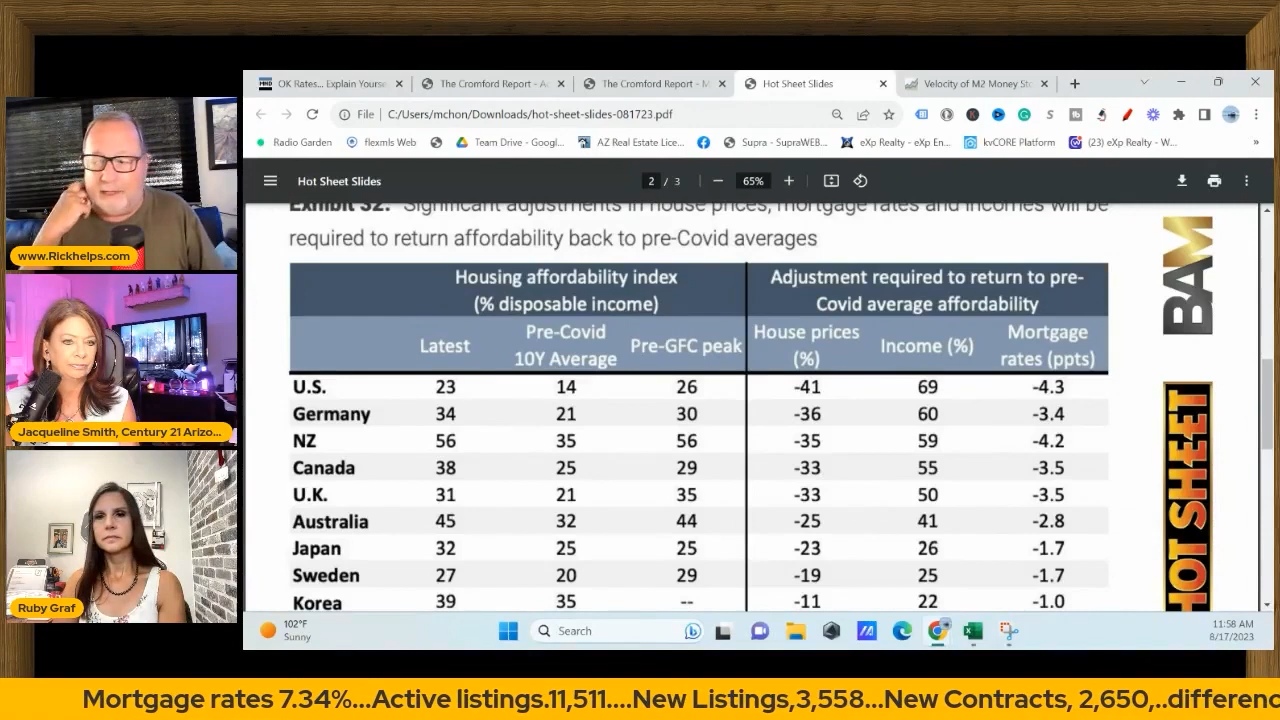 OK Rates... Explain Yourse
The Cromford Report - Ac
The Cromford Report - M
Hot Sheet Slides
Velocity of M2 Money Sto
File
C:/Users/mchon/Downloads/hot-sheet-slides-081723.pdf
Radio Garden
flexmls Web
Team Drive - Googl...
AZ Real Estate Lice...
Supra - SupraWEB...
eXp Realty - eXp En...
kvCORE Platform
(23) eXp Realty - W...
»
Hot Sheet Slides
2 / 3
65%
Exhibit 32. Significant adjustments in house prices, mortgage rates and incomes will be
required to return affordability back to pre-Covid averages
Housing affordability index
(% disposable income)
Adjustment required to return to pre-
Covid average affordability
Latest
Pre-Covid
10Y Average
Pre-GFC peak
House prices
(%)
Income (%)
Mortgage
rates (ppts)
U.S. 23 14 26 -41 69 -4.3
Germany 34 21 30 -36 60 -3.4
NZ 56 35 56 -35 59 -4.2
Canada 38 25 29 -33 55 -3.5
U.K. 31 21 35 -33 50 -3.5
Australia 45 32 44 -25 41 -2.8
Japan 32 25 25 -23 26 -1.7
Sweden 27 20 29 -19 25 -1.7
Korea 39 35 -- -11 22 -1.0
BAM
HOT SHEET
www.Rickhelps.com
Jacqueline Smith, Century 21 Arizo...
Ruby Graf
102°F
Sunny
Search
11:58 AM
8/17/2023
Mortgage rates 7.34%...Active listings.11,511....New Listings,3,558...New Contracts, 2,650,..differenc